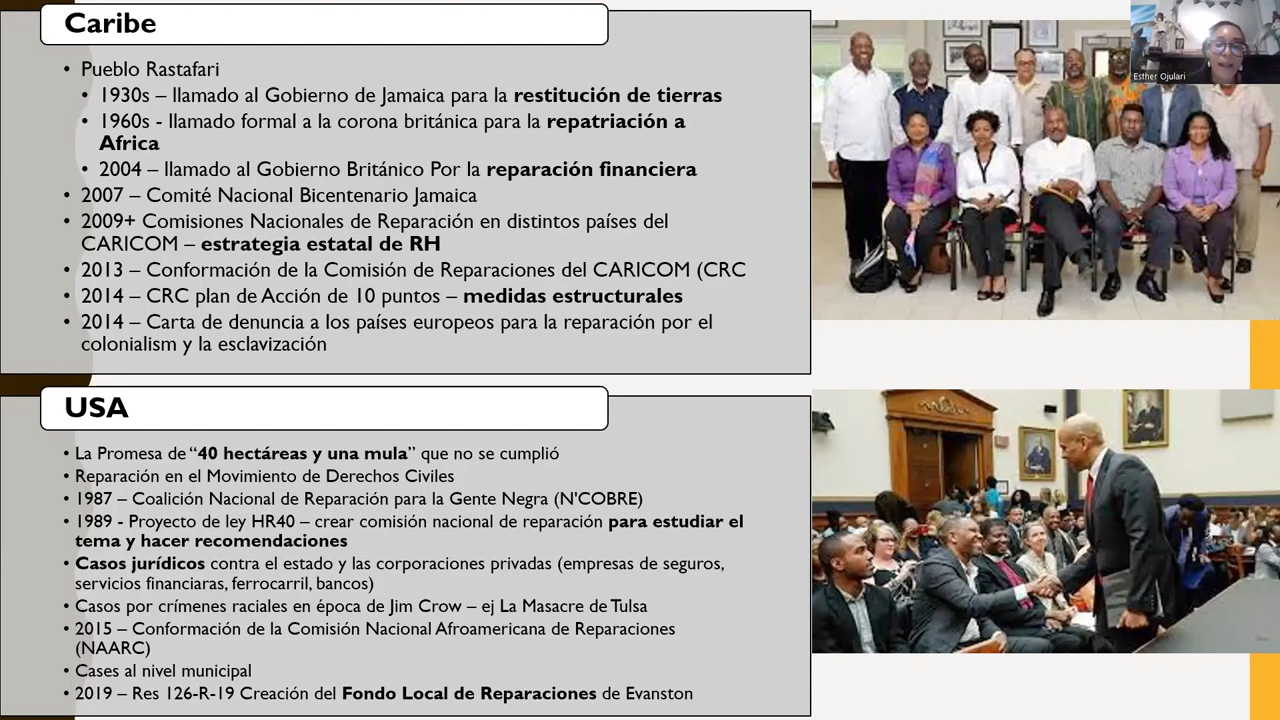 Caribe
• Pueblo Rastafari
• 1930s – llamado al Gobierno de Jamaica para la restitución de tierras
• 1960s - llamado formal a la corona británica para la repatriación a
Africa
• 2004 – llamado al Gobierno Británico Por la reparación financiera
• 2007 – Comité Nacional Bicentenario Jamaica
• 2009+ Comisiones Nacionales de Reparación en distintos países del
CARICOM – estrategia estatal de RH
• 2013 – Conformación de la Comisión de Reparaciones del CARICOM (CRC
• 2014 – CRC plan de Acción de 10 puntos – medidas estructurales
• 2014 – Carta de denuncia a los países europeos para la reparación por el
colonialism y la esclavización
Esther Ojulari
USA
• La Promesa de “40 hectáreas y una mula” que no se cumplió
• Reparación en el Movimiento de Derechos Civiles
• 1987 – Coalición Nacional de Reparación para la Gente Negra (N'COBRE)
• 1989 - Proyecto de ley HR40 – crear comisión nacional de reparación para estudiar el
tema y hacer recomendaciones
• Casos jurídicos contra el estado y las corporaciones privadas (empresas de seguros,
servicios financiaras, ferrocarril, bancos)
• Casos por crímenes raciales en época de Jim Crow – ej La Masacre de Tulsa
• 2015 – Conformación de la Comisión Nacional Afroamericana de Reparaciones
(NAARC)
• Cases al nivel municipal
• 2019 – Res 126-R-19 Creación del Fondo Local de Reparaciones de Evanston